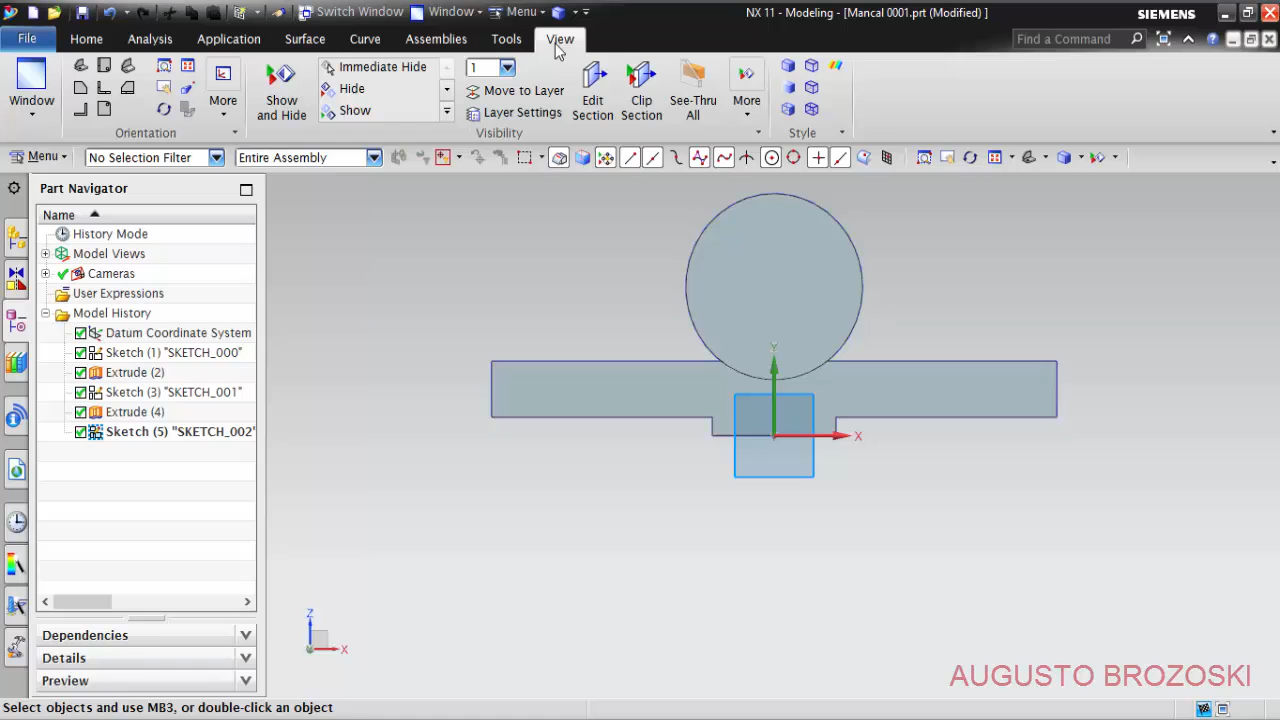 Switch Window Window Menu
NX 11 - Modeling - [Mancal 0001.prt (Modified) ]
SIEMENS
File Home Analysis Application Surface Curve Assemblies Tools View
Find a Command
Window
More
Orientation
Show and Hide
Immediate Hide
Hide
Show
1
Move to Layer
Layer Settings
Visibility
Edit Section
Clip Section
See-Thru All
More
Style
Menu
No Selection Filter
Entire Assembly
Part Navigator
Name
History Mode
Model Views
Cameras
User Expressions
Model History
Datum Coordinate System
Sketch (1) "SKETCH_000"
Extrude (2)
Sketch (3) "SKETCH_001"
Extrude (4)
Sketch (5) "SKETCH_002"
Dependencies
Details
Preview
Y
X
Z
X
AUGUSTO BROZOSKI
Select objects and use MB3, or double-click an object